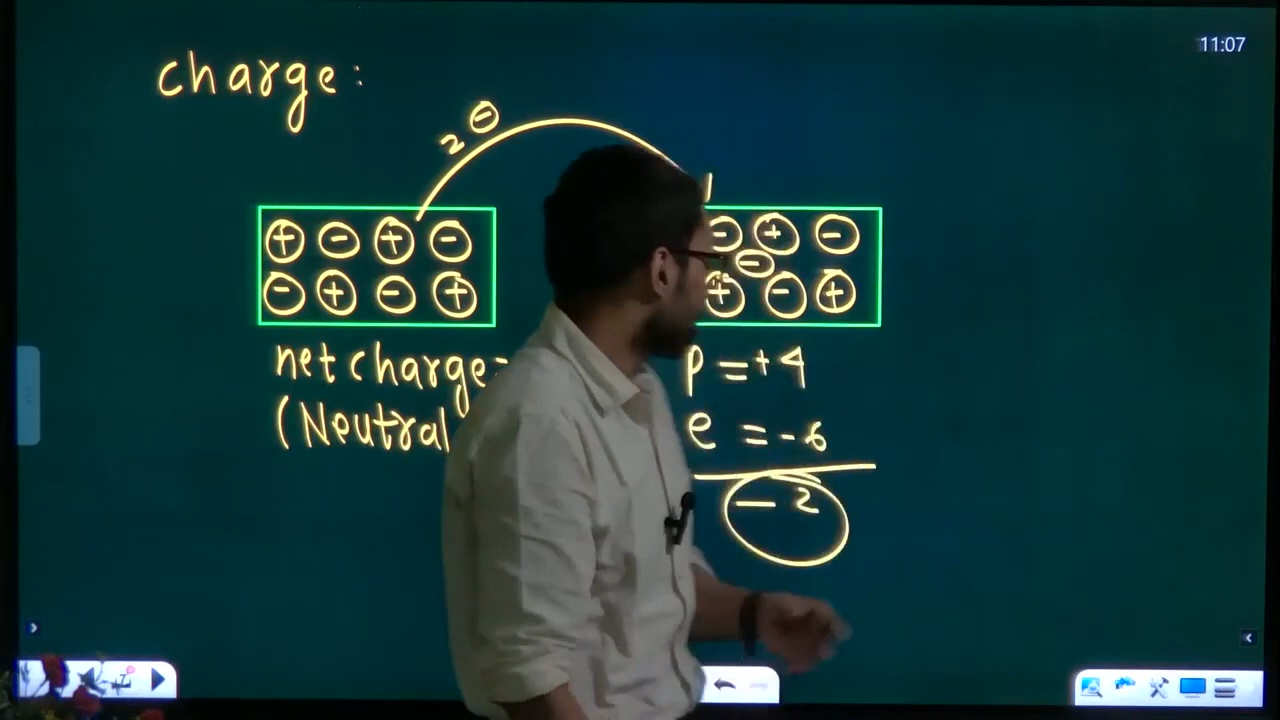 11:07
charge:
2 ⊖
+ - + -
- + - +
- + -
-
+ - +
net charge =
(Neutral
p = +4
e = -6
- 2